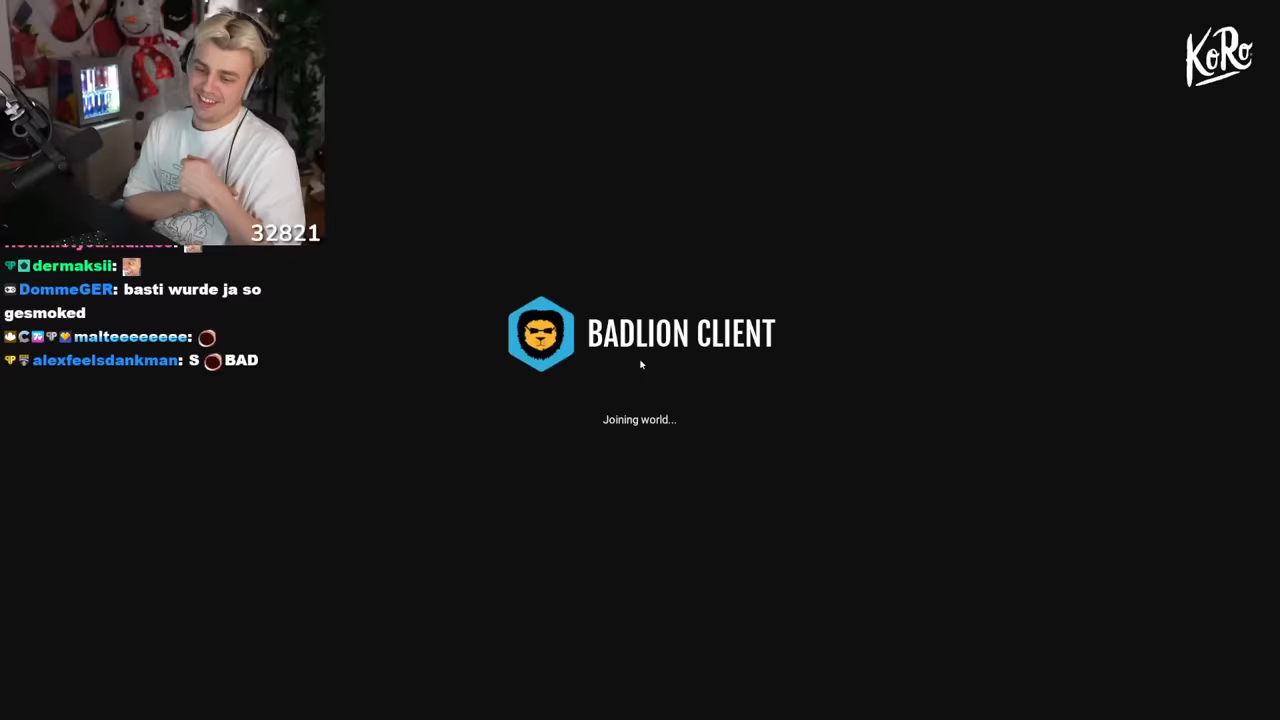 KoRo
32821
dermaksii:
DommeGER: basti wurde ja so
gesmoked
malteeeeeeee:
alexfeelsdankman: S BAD
BADLION CLIENT
Joining world...